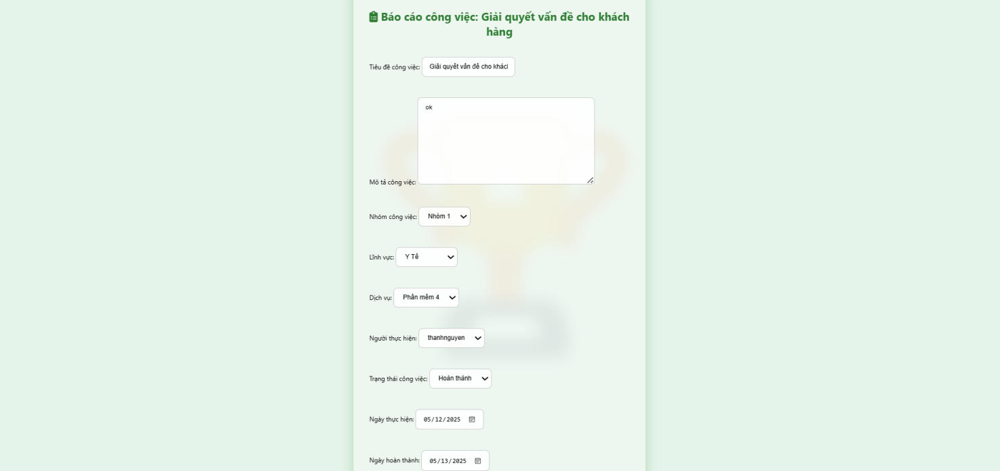 Báo cáo công việc: Giải quyết vấn đề cho khách
hàng
Tiêu đề công việc: Giải quyết vấn đề cho khácl
ok
Mô tả công việc:
Nhóm công việc: Nhóm 1
Lĩnh vực: Y Tế
Dịch vụ: Phần mềm 4
Người thực hiện: thanhnguyen
Trạng thái công việc: Hoàn thành
Ngày thực hiện: 05/12/2025
Ngày hoàn thành: 05/13/2025